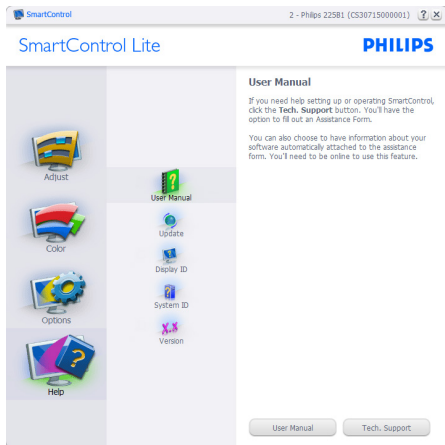 SmartControl
2 - Philips 225B1 (CS30715000001)
SmartControl Lite
PHILIPS
Adjust
Color
Options
Help
User Manual
Update
Display ID
System ID
X.X
Version
User Manual
If you need help setting up or operating SmartControl,
click the Tech. Support button. You'll have the
option to fill out an Assistance Form.
You can also choose to have information about your
software automatically attached to the assistance
form. You'll need to be online to use this feature.
User Manual
Tech. Support